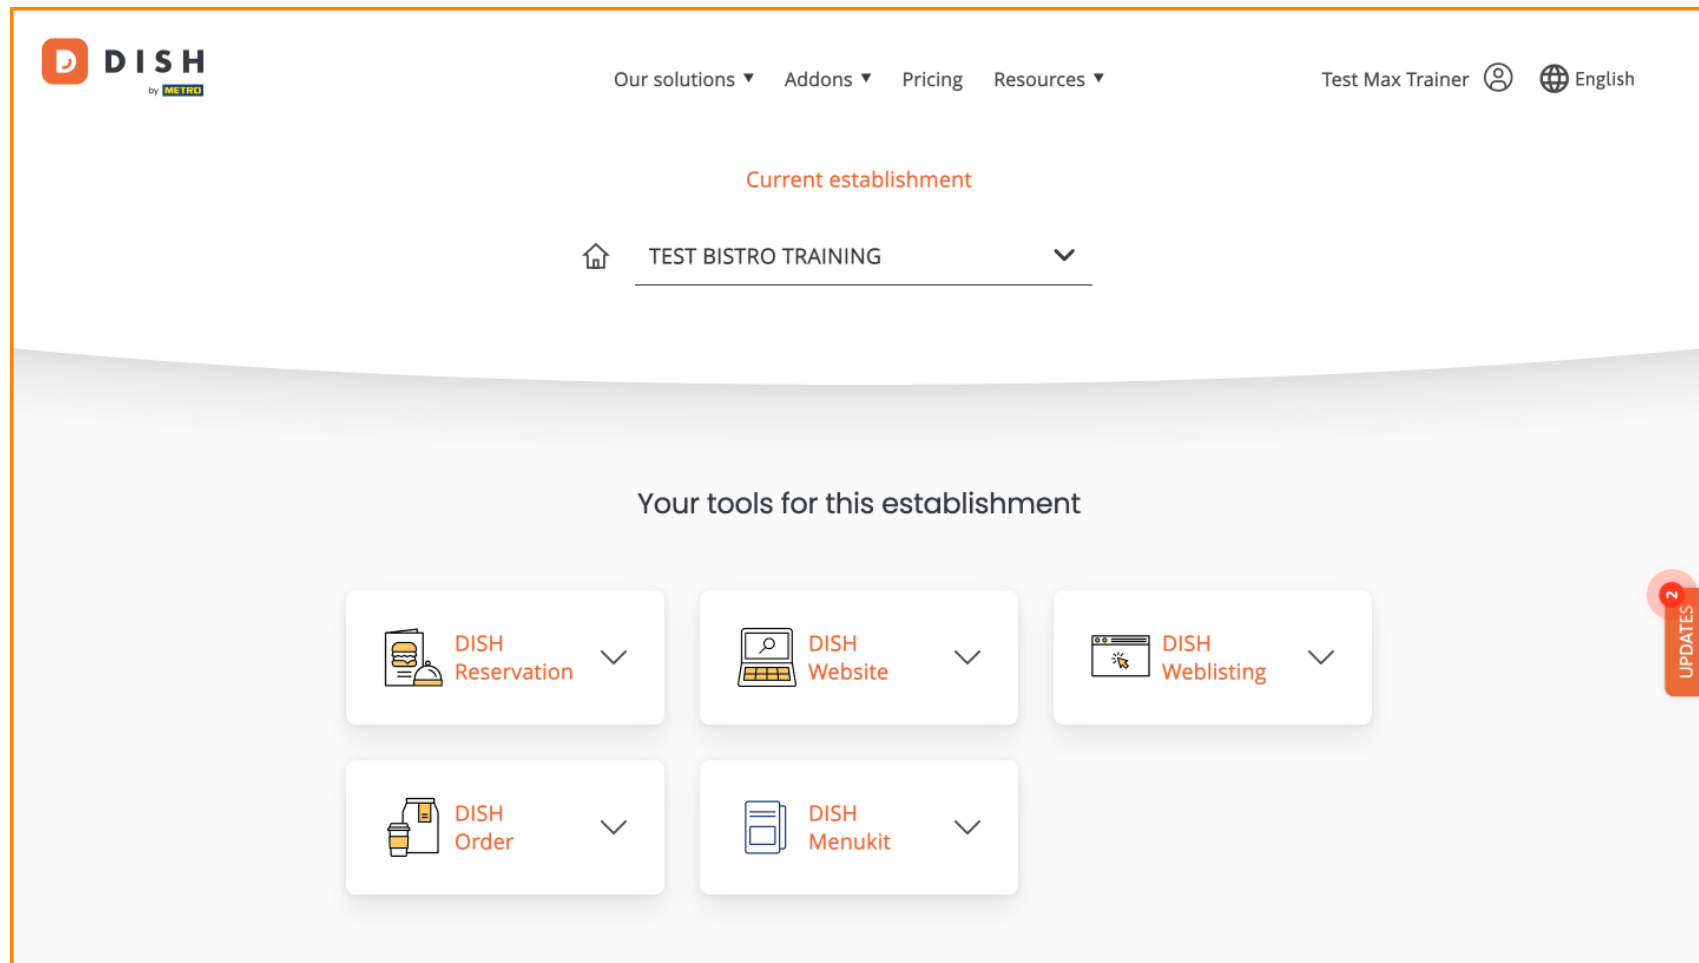 DISH
by METRO
Our solutions ▼ Addons ▼ Pricing Resources ▼
Test Max Trainer English
Current establishment
TEST BISTRO TRAINING
Your tools for this establishment
DISH
Reservation
DISH
Website
DISH
Weblisting
DISH
Order
DISH
Menukit
2
UPDATES